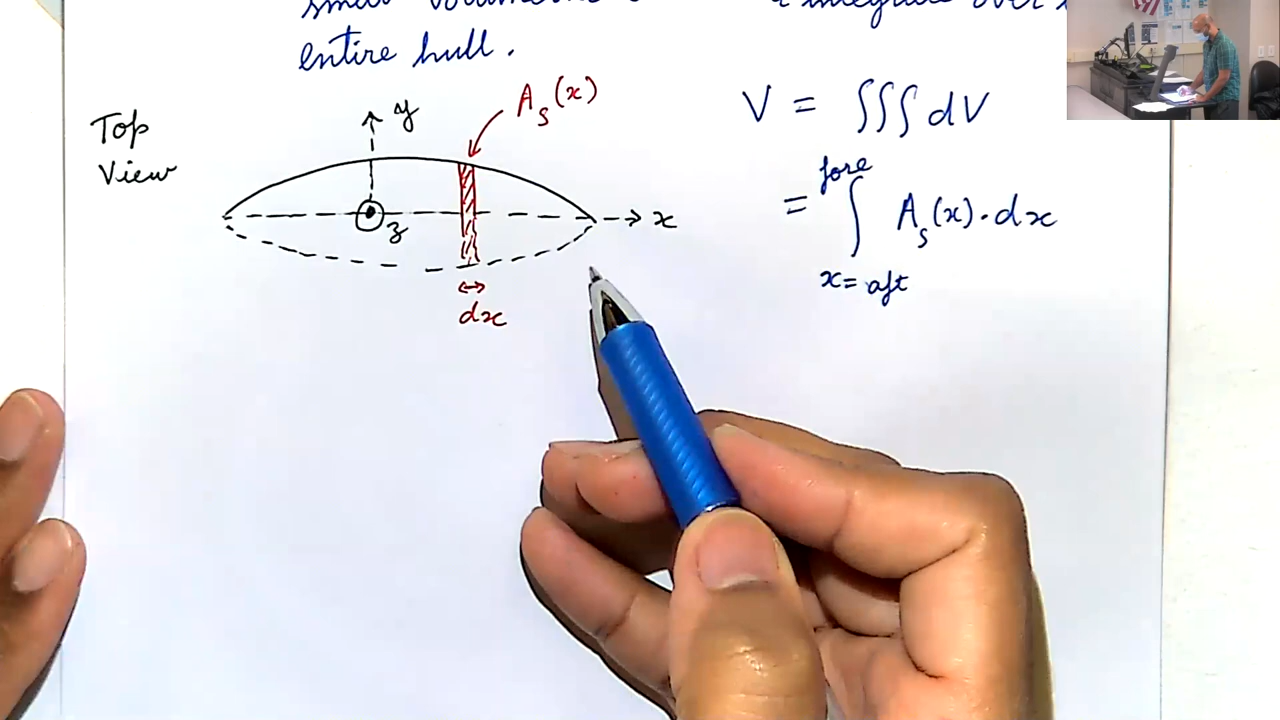 entire hull.
Top
View
y
A_s(x)
z
x
dx
V = ∫∫∫ dV
fore
= ∫ A_s(x) · dx
x = aft